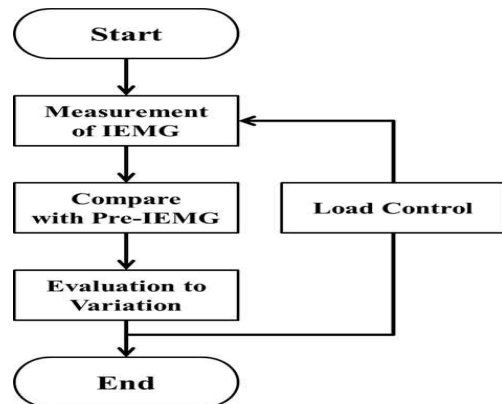 Start
Measurement
of IEMG
Compare
with Pre-IEMG
Load Control
Evaluation to
Variation
End